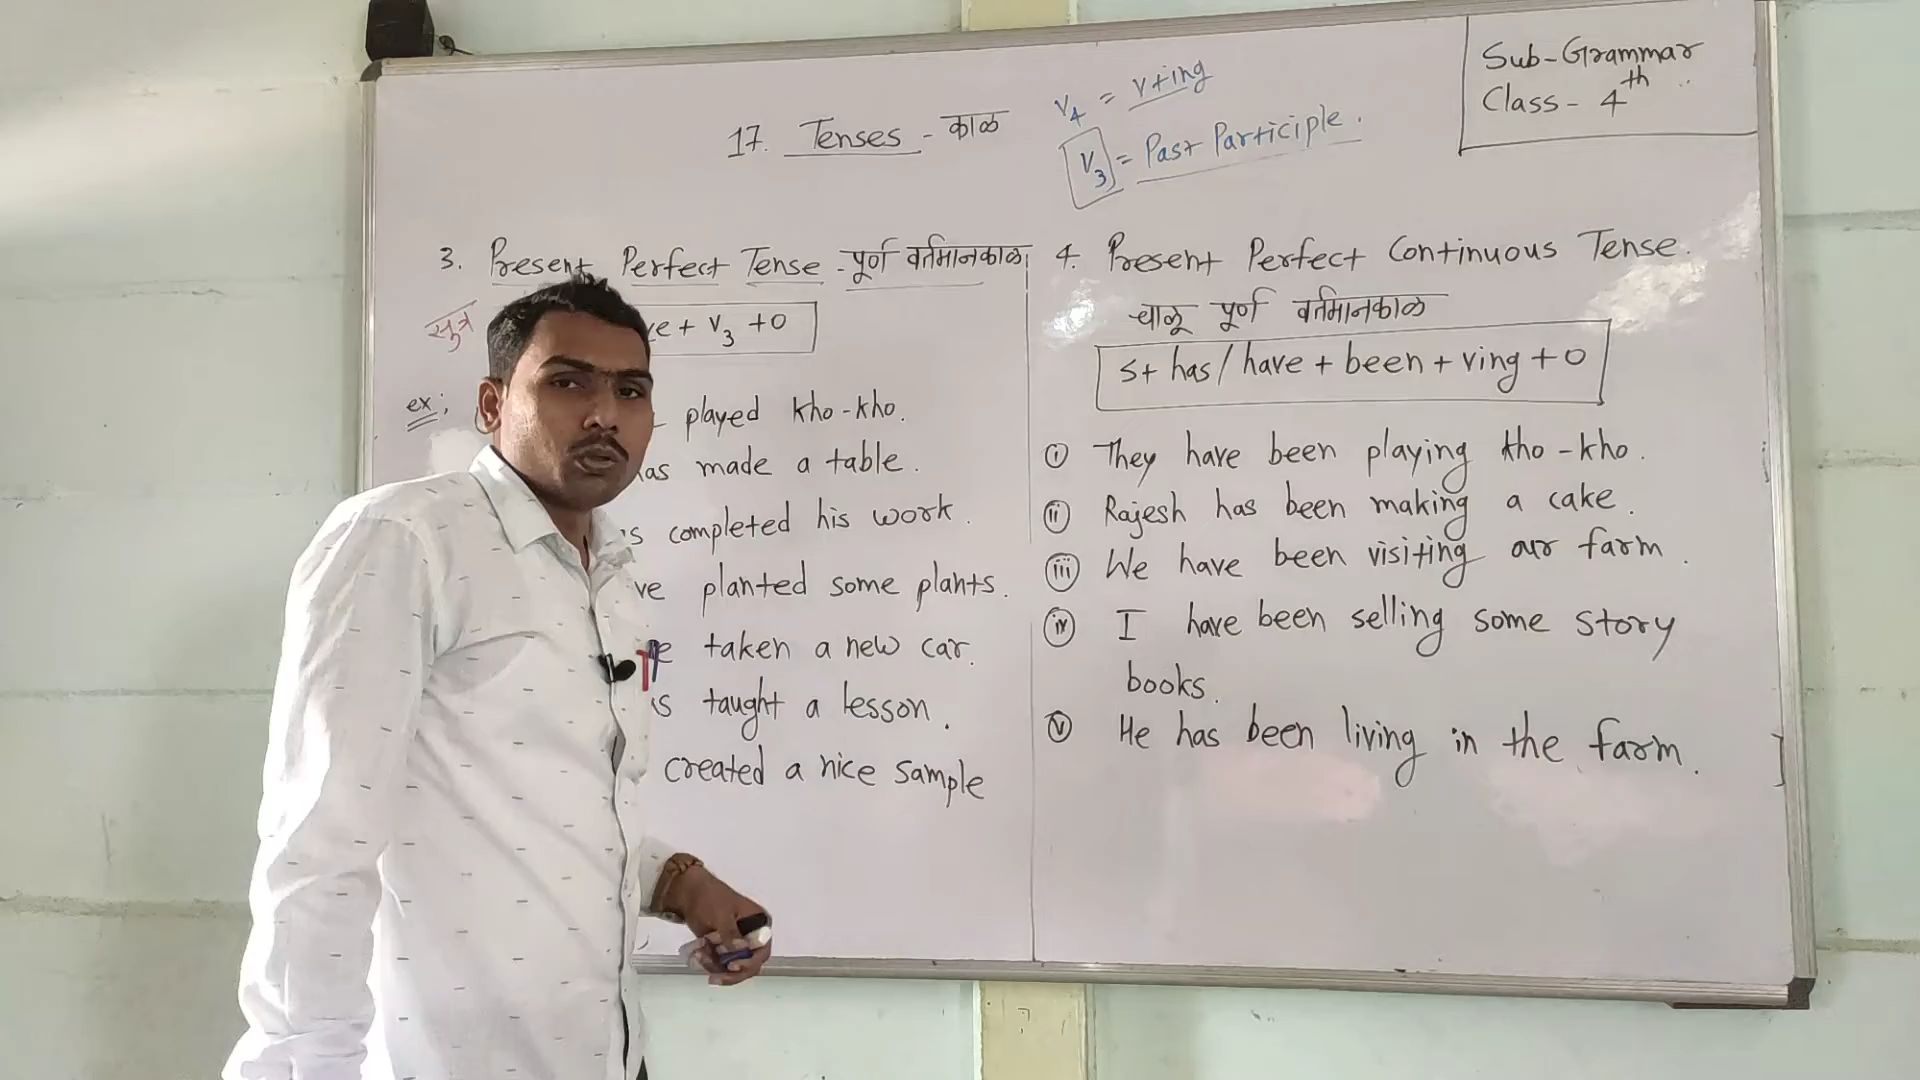 Sub-Grammar
Class- 4th
17. Tenses - काळ
V4 = V+ing
V3 = Past Participle.
3. Present Perfect Tense - पूर्ण वर्तमानकाळ
सूत्र
ve + V3 + O
ex:
played kho-kho.
as made a table.
s completed his work.
ve planted some plants.
e taken a new car.
s taught a lesson.
created a nice sample
4. Present Perfect Continuous Tense.
चालू पूर्ण वर्तमानकाळ
S+ has/have + been + ving + O
(i) They have been playing kho-kho.
(ii) Rajesh has been making a cake.
(iii) We have been visiting our farm.
(iv) I have been selling some story
books.
(v) He has been living in the farm.